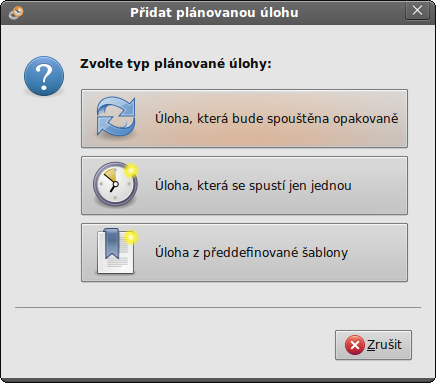 Přidat plánovanou úlohu
Zvolte typ plánované úlohy:
Úloha, která bude spouštěna opakovaně
Úloha, která se spustí jen jednou
Úloha z předdefinované šablony
Zrušit